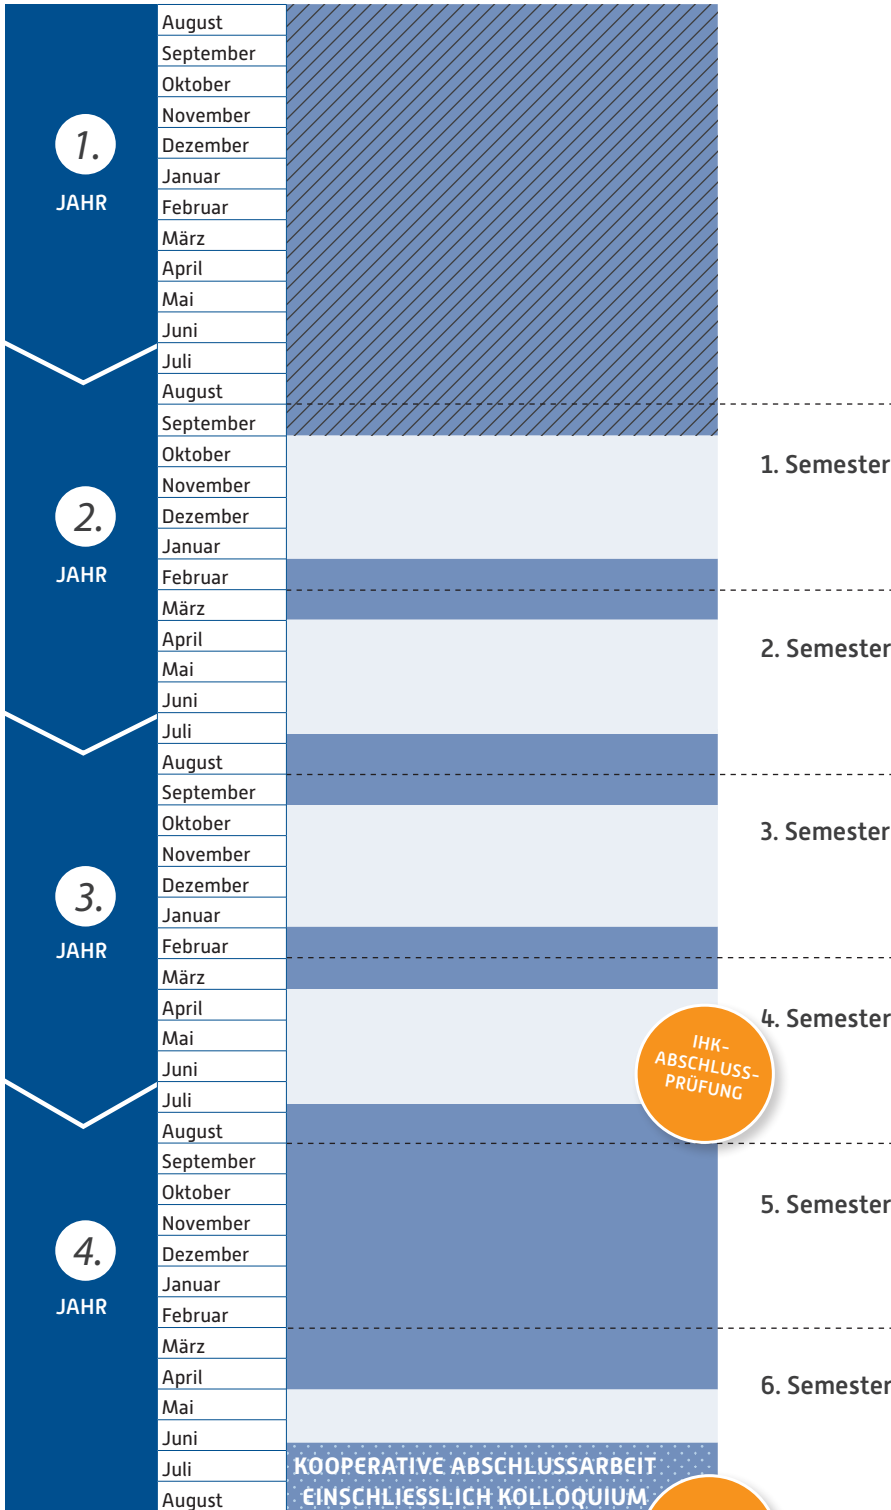 1.
JAHR
August
September
Oktober
November
Dezember
Januar
Februar
März
April
Mai
Juni
Juli
2.
JAHR
August
September
Oktober
November
Dezember
Januar
Februar
März
April
Mai
Juni
Juli
1. Semester
2. Semester
3.
JAHR
August
September
Oktober
November
Dezember
Januar
Februar
März
April
Mai
Juni
Juli
3. Semester
4. Semester
IHK-
ABSCHLUSS-
PRÜFUNG
4.
JAHR
August
September
Oktober
November
Dezember
Januar
Februar
März
April
Mai
Juni
Juli
August
5. Semester
6. Semester
KOOPERATIVE ABSCHLUSSARBEIT
EINSCHLIESSLICH KOLLOQUIUM